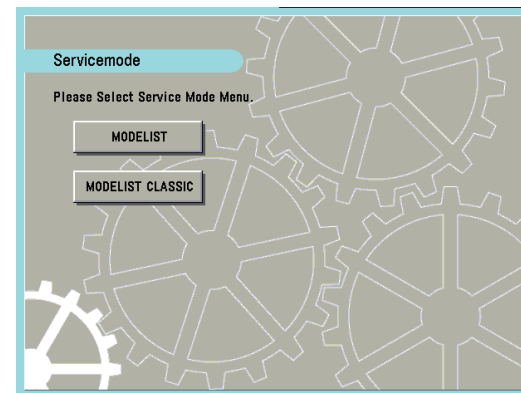 Servicemode
Please Select Service Mode Menu.
MODELIST
MODELIST CLASSIC